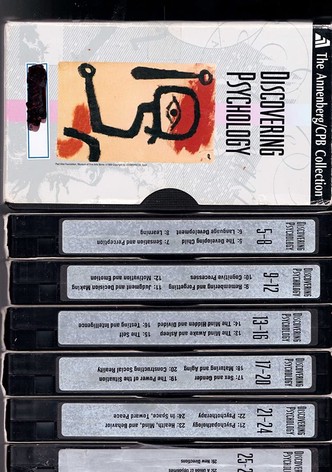 The Annenberg/CPB Collection
DISCOVERING
PSYCHOLOGY
DISCOVERING
PSYCHOLOGY
5-8
5: The Developing Child
6: Language Development
7: Sensation and Perception
8: Learning
DISCOVERING
PSYCHOLOGY
9-12
9: Remembering and Forgetting
10: Cognitive Processes
11: Judgment and Decision Making
12: Motivation and Emotion
DISCOVERING
PSYCHOLOGY
13-16
13: The Mind Awake and Asleep
14: The Mind Hidden and Divided
15: The Self
16: Testing and Intelligence
DISCOVERING
PSYCHOLOGY
17-20
17: Sex and Gender
18: Maturing and Aging
19: The Power of the Situation
20: Constructing Social Reality
DISCOVERING
PSYCHOLOGY
21-24
21: Psychopathology
22: Psychotherapy
23: Health, Mind, and Behavior
24: In Space, Toward Peace
DISCOVERING
PSYCHOLOGY
25-2
26: New Directions